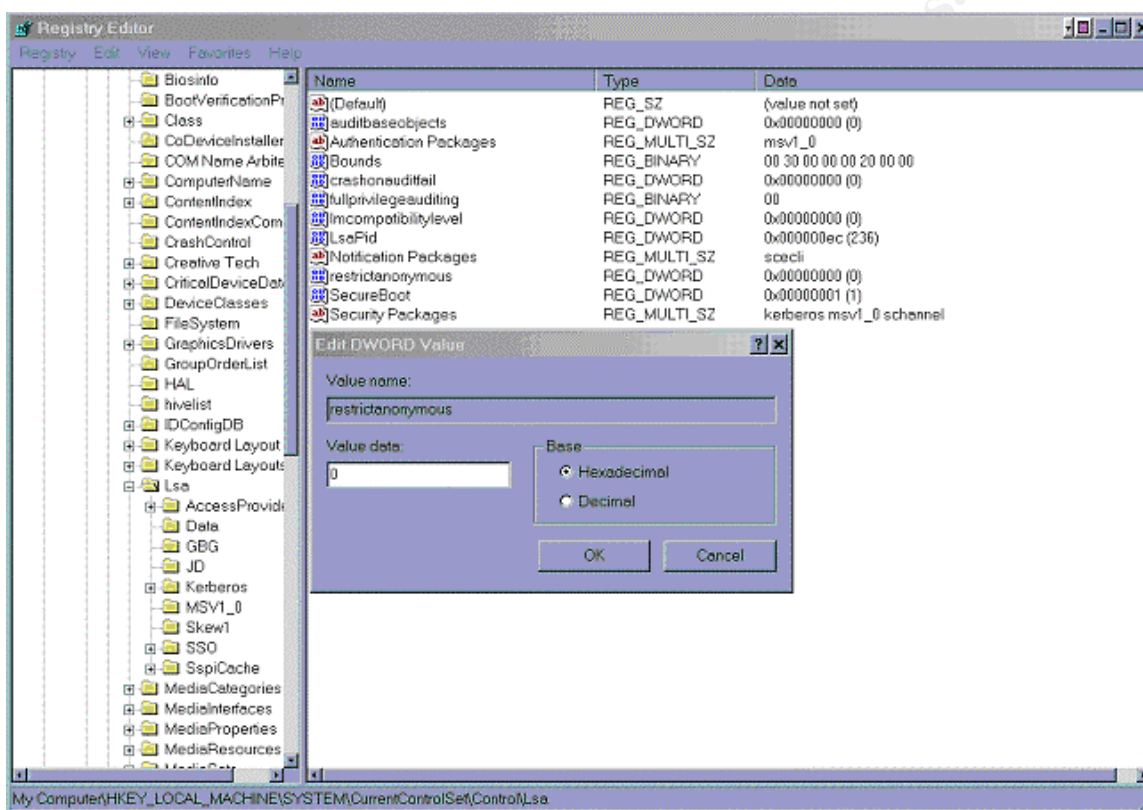 Registry Editor
Registry Edit View Favorites Help
Biosinfo
BootVerificationPr
Class
CoDeviceInstaller
COM Name Arbite
ComputerName
ContentIndex
ContentIndexCom
CrashControl
Creative Tech
CriticalDeviceDat
DeviceClasses
FileSystem
GraphicsDrivers
GroupOrderList
HAL
hivelist
IDConfigDB
Keyboard Layout
Keyboard Layouts
Lsa
AccessProvide
Data
GBG
JD
Kerberos
MSV1_0
Skew1
SSO
SspiCache
MediaCategories
MediaInterfaces
MediaProperties
MediaResources
Name Type Data
(Default) REG_SZ (value not set)
auditbaseobjects REG_DWORD 0x00000000 (0)
Authentication Packages REG_MULTI_SZ msv1_0
Bounds REG_BINARY 00 30 00 00 00 20 00 00
crashonauditfail REG_DWORD 0x00000000 (0)
fullprivilegeauditing REG_BINARY 00
lmcompatibilitylevel REG_DWORD 0x00000000 (0)
LsaPid REG_DWORD 0x000000ec (236)
Notification Packages REG_MULTI_SZ scecli
restrictanonymous REG_DWORD 0x00000000 (0)
SecureBoot REG_DWORD 0x00000001 (1)
Security Packages REG_MULTI_SZ kerberos msv1_0 schannel
Edit DWORD Value
Value name:
restrictanonymous
Value data:
0
Base
Hexadecimal
Decimal
OK Cancel
My Computer\HKEY_LOCAL_MACHINE\SYSTEM\CurrentControlSet\Control\Lsa